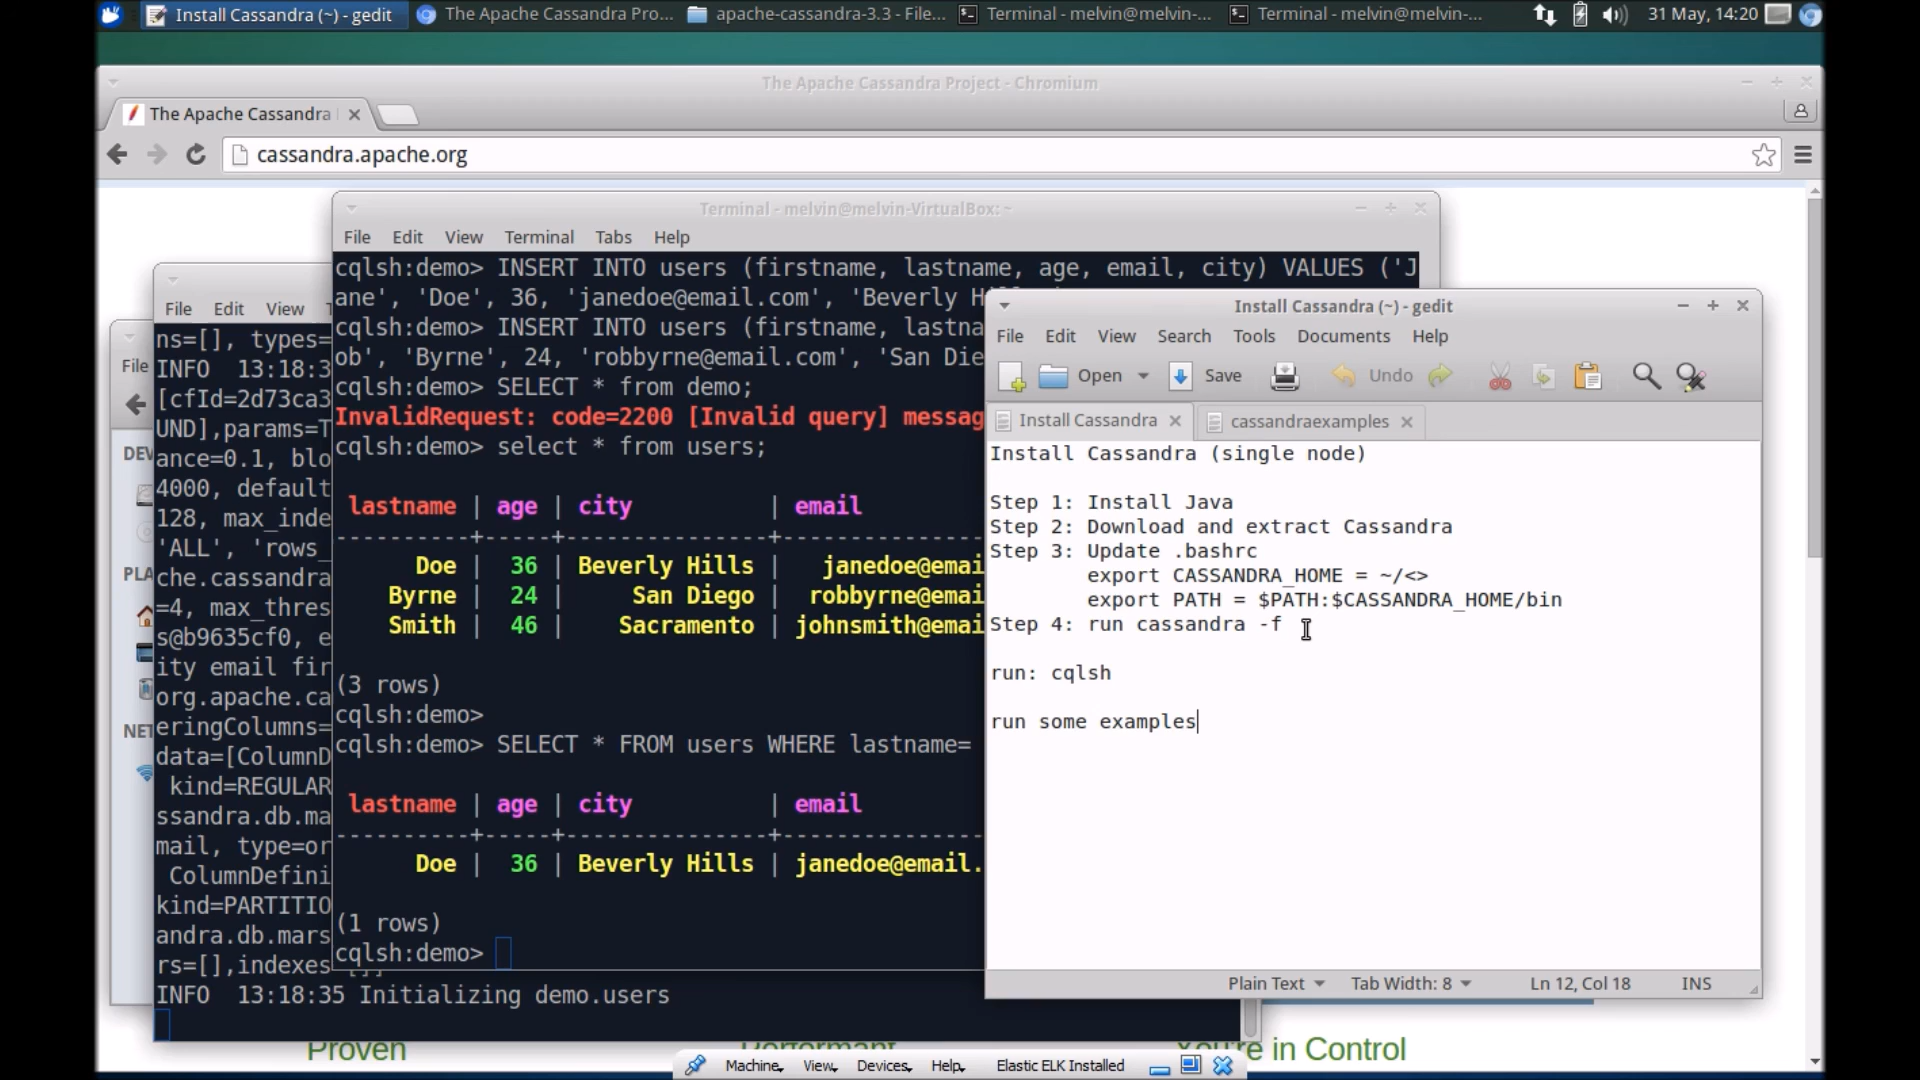 Install Cassandra (~) - gedit
The Apache Cassandra Pro...
apache-cassandra-3.3 - File...
Terminal - melvin@melvin-...
Terminal - melvin@melvin-...
31 May, 14:20
The Apache Cassandra Project - Chromium
The Apache Cassandra
cassandra.apache.org
Terminal - melvin@melvin-VirtualBox: ~
File Edit View Terminal Tabs Help
cqlsh:demo> INSERT INTO users (firstname, lastname, age, email, city) VALUES ('J
ane', 'Doe', 36, 'janedoe@email.com', 'Beverly H
cqlsh:demo> INSERT INTO users (firstname, lastna
ob', 'Byrne', 24, 'robbyrne@email.com', 'San Die
cqlsh:demo> SELECT * from demo;
InvalidRequest: code=2200 [Invalid query] messag
cqlsh:demo> select * from users;
lastname | age | city | email
----------+-----+---------------+---------------
Doe | 36 | Beverly Hills | janedoe@emai
Byrne | 24 | San Diego | robbyrne@emai
Smith | 46 | Sacramento | johnsmith@emai
(3 rows)
cqlsh:demo>
cqlsh:demo> SELECT * FROM users WHERE lastname=
lastname | age | city | email
----------+-----+---------------+---------------
Doe | 36 | Beverly Hills | janedoe@email.
(1 rows)
cqlsh:demo>
File Edit View
ns=[], types=
INFO 13:18:3
[cfId=2d73ca3
UND],params=T
ance=0.1, blo
4000, default
128, max_inde
'ALL', 'rows_
che.cassandra
=4, max_thres
s@b9635cf0, e
ity email fir
org.apache.ca
eringColumns=
data=[ColumnD
kind=REGULAR
ssandra.db.ma
mail, type=or
ColumnDefini
kind=PARTITIO
andra.db.mars
rs=[],indexes
INFO 13:18:35 Initializing demo.users
File
DEV
PLA
NET
Install Cassandra (~) - gedit
File Edit View Search Tools Documents Help
Open Save Undo
Install Cassandra
cassandraexamples
Install Cassandra (single node)
Step 1: Install Java
Step 2: Download and extract Cassandra
Step 3: Update .bashrc
export CASSANDRA_HOME = ~/<>
export PATH = $PATH:$CASSANDRA_HOME/bin
Step 4: run cassandra -f
run: cqlsh
run some examples
Plain Text Tab Width: 8 Ln 12, Col 18 INS
Proven
Performant
You're in Control
Machine View Devices Help Elastic ELK Installed